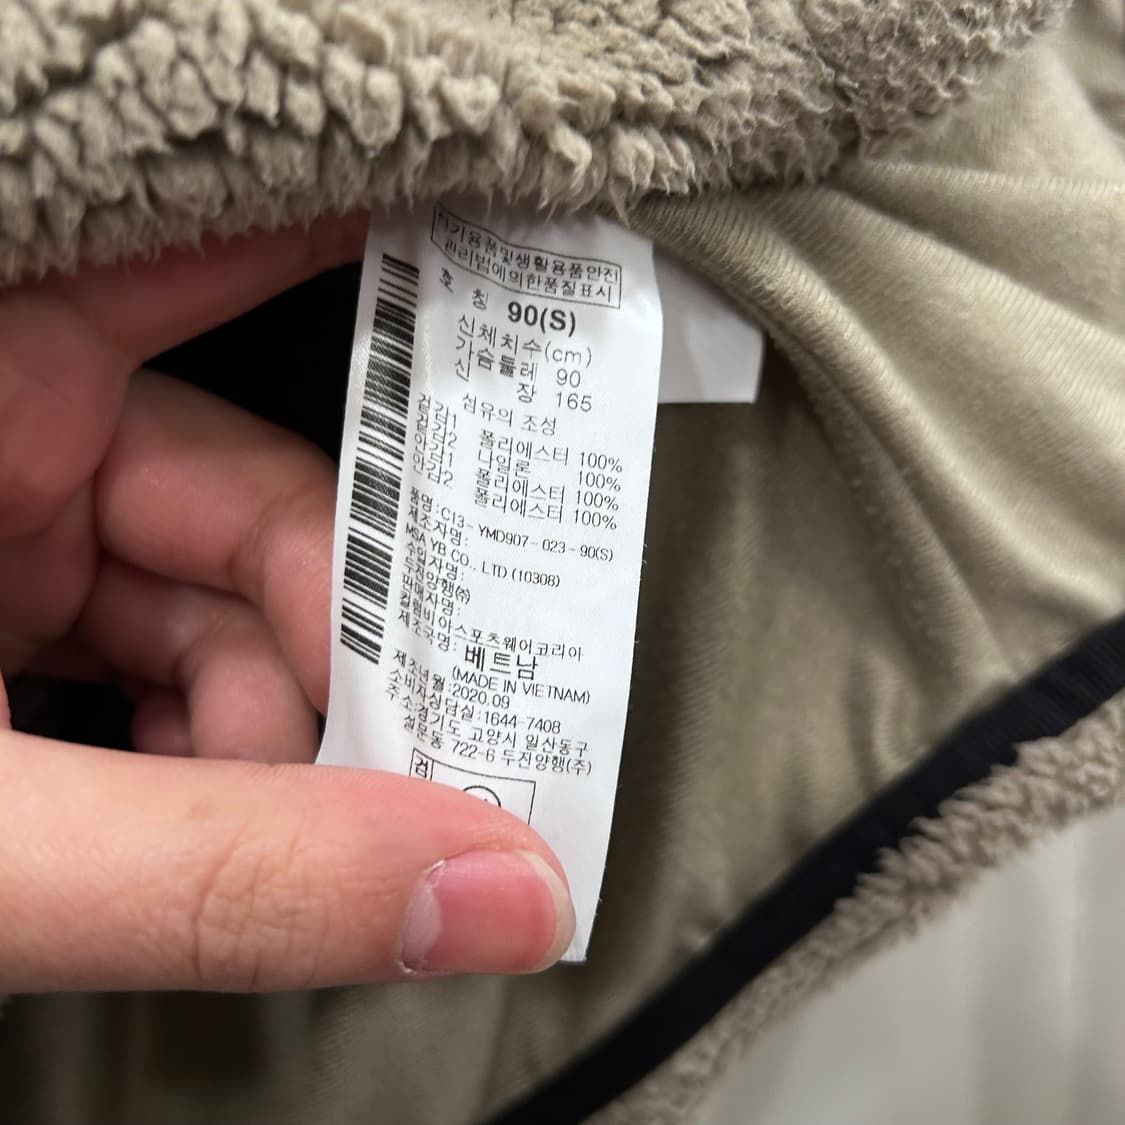 전기용품및생활용품안전
관리법에의한품질표시
호 칭 90(S)
신체치수(cm)
가슴둘레 90
신 장 165
섬유의 조성
겉감1 폴리에스터 100%
겉감2 나일론 100%
안감1 폴리에스터 100%
안감2 폴리에스터 100%
품명:C13-YMD907-023-90(S)
제조자명:
MSA YB CO., LTD (10308)
수입자명:
두진양행㈜
판매자명:
컬럼비아스포츠웨어코리아
제조국명: 베트남
(MADE IN VIETNAM)
제조년월:2020.09
소비자상담실:1644-7408
주소:경기도 고양시 일산동구
설문동 722-6 두진양행(주)
검